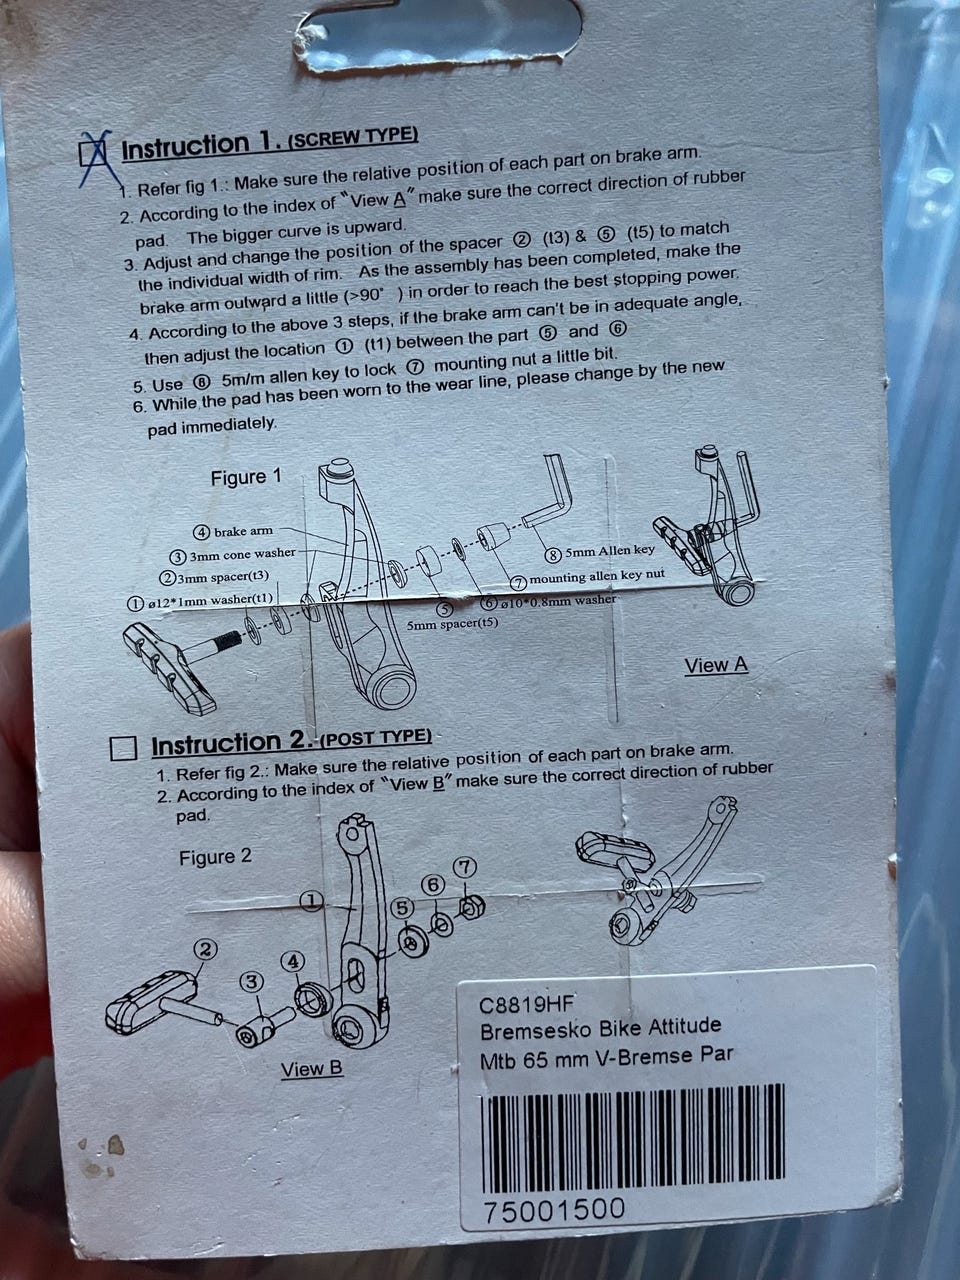 Instruction 1. (SCREW TYPE)
1. Refer fig 1.: Make sure the relative position of each part on brake arm.
2. According to the index of "View A" make sure the correct direction of rubber
pad. The bigger curve is upward.
3. Adjust and change the position of the spacer ② (t3) & ⑤ (t5) to match
the individual width of rim. As the assembly has been completed, make the
brake arm outward a little (>90° ) in order to reach the best stopping power.
4. According to the above 3 steps, if the brake arm can't be in adequate angle,
then adjust the location ① (t1) between the part ⑤ and ⑥
5. Use ⑧ 5m/m allen key to lock ⑦ mounting nut a little bit.
6. While the pad has been worn to the wear line, please change by the new
pad immediately.
Figure 1
④ brake arm
③ 3mm cone washer
② 3mm spacer(t3)
① ø12*1mm washer(t1)
⑧ 5mm Allen key
⑦ mounting allen key nut
⑥ ø10*0.8mm washer
⑤
5mm spacer(t5)
View A
Instruction 2. (POST TYPE)
1. Refer fig 2.: Make sure the relative position of each part on brake arm.
2. According to the index of "View B" make sure the correct direction of rubber
pad.
Figure 2
①
②
③
④
⑤
⑥
⑦
View B
C8819HF
Bremsesko Bike Attitude
Mtb 65 mm V-Bremse Par
75001500